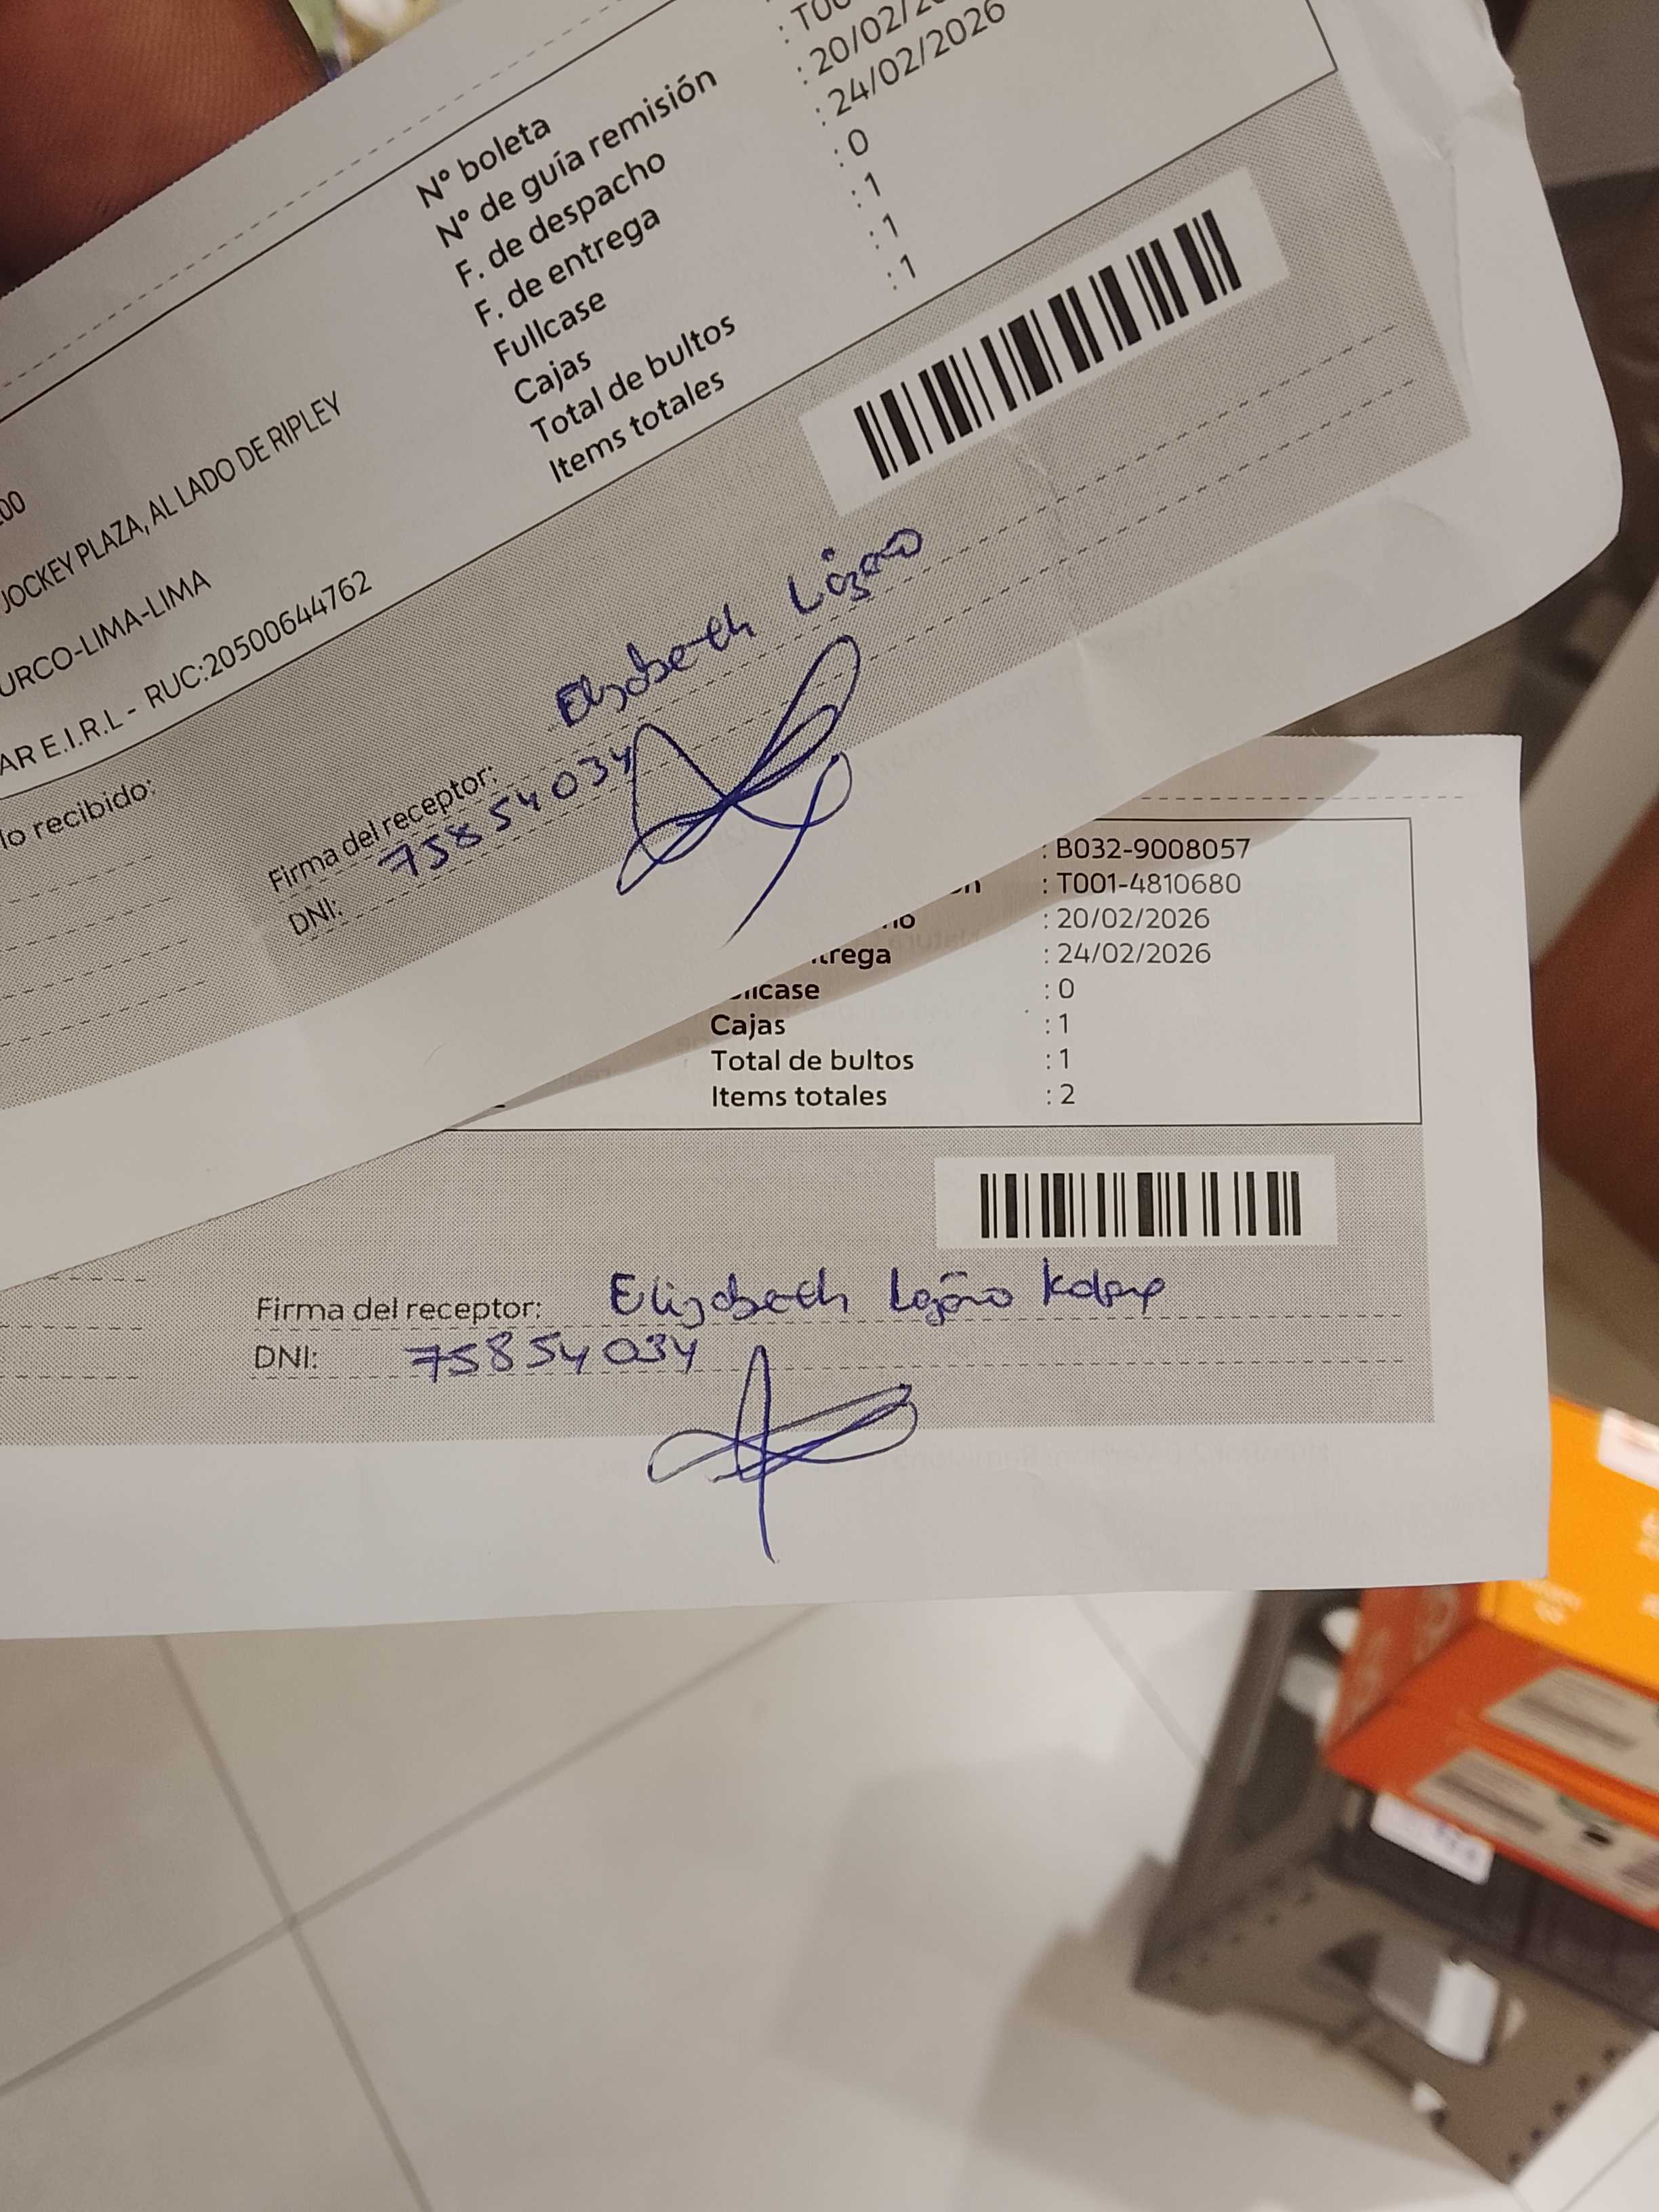 : T00
: 20/02/2
: 24/02/2026
: 0
: 1
: 1
: 1
N° boleta
N° de guía remisión
F. de despacho
F. de entrega
Fullcase
Cajas
Total de bultos
Items totales
00
JOCKEY PLAZA, AL LADO DE RIPLEY
URCO-LIMA-LIMA
AR E.I.R.L - RUC:20500644762
lo recibido:
Firma del receptor: Elizabeth Lozano
DNI: 75854034
: B032-9008057
: T001-4810680
: 20/02/2026
trega : 24/02/2026
llcase : 0
Cajas : 1
Total de bultos : 1
Items totales : 2
Firma del receptor: Elizabeth Lozano
DNI: 75854034